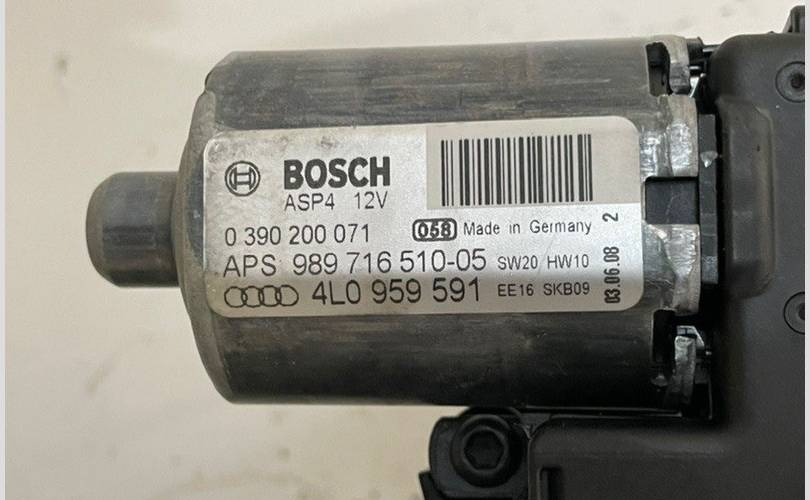 BOSCH
ASP4 12V
0 390 200 071 058 Made in Germany
APS 989 716 510-05 SW20 HW10
4L0 959 591 EE16 SKB09
03.06.08 2